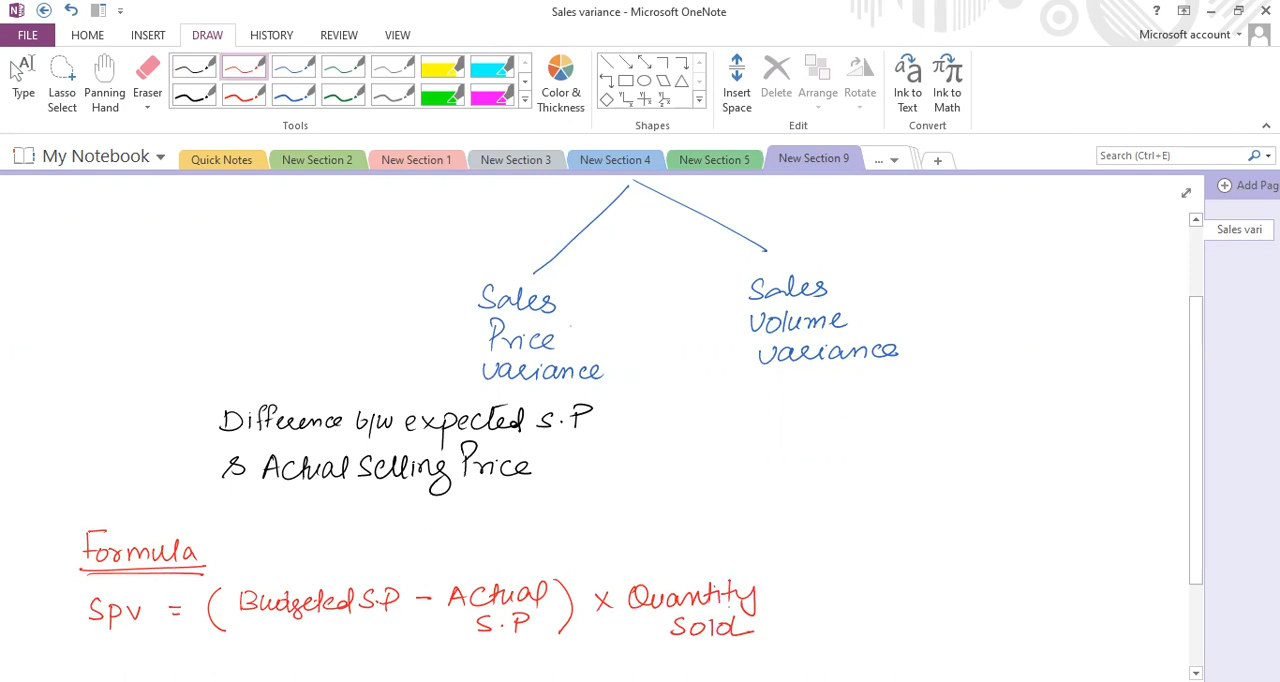 Sales variance - Microsoft OneNote
Microsoft account
FILE HOME INSERT DRAW HISTORY REVIEW VIEW
Type
Lasso Select
Panning Hand
Eraser
Color & Thickness
Insert Space
Delete
Arrange
Rotate
Ink to Text
Ink to Math
Tools
Shapes
Edit
Convert
My Notebook Quick Notes New Section 2 New Section 1 New Section 3 New Section 4 New Section 5 New Section 9 ...
Search (Ctrl+E)
Add Pag
Sales vari
Sales
Price
variance
Sales
volume
variance
Difference b/w expected S.P
& Actual Selling Price
Formula
SPV = ( Budgeted S.P - Actual S.P ) × Quantity sold